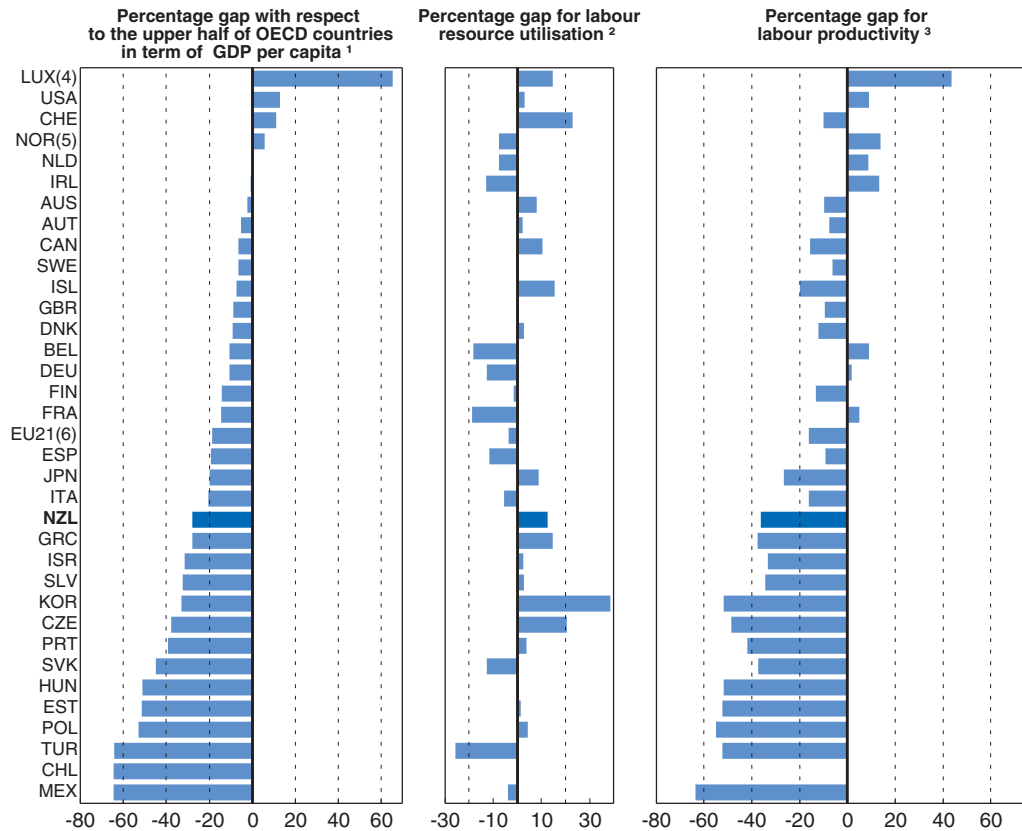 Percentage gap with respect
to the upper half of OECD countries
in term of GDP per capita ¹
Percentage gap for labour
resource utilisation ²
Percentage gap for
labour productivity ³
LUX(4)
USA
CHE
NOR(5)
NLD
IRL
AUS
AUT
CAN
SWE
ISL
GBR
DNK
BEL
DEU
FIN
FRA
EU21(6)
ESP
JPN
ITA
NZL
GRC
ISR
SLV
KOR
CZE
PRT
SVK
HUN
EST
POL
TUR
CHL
MEX
-80 -60 -40 -20 0 20 40 60
-30 -10 10 30
-80 -60 -40 -20 0 20 40 60